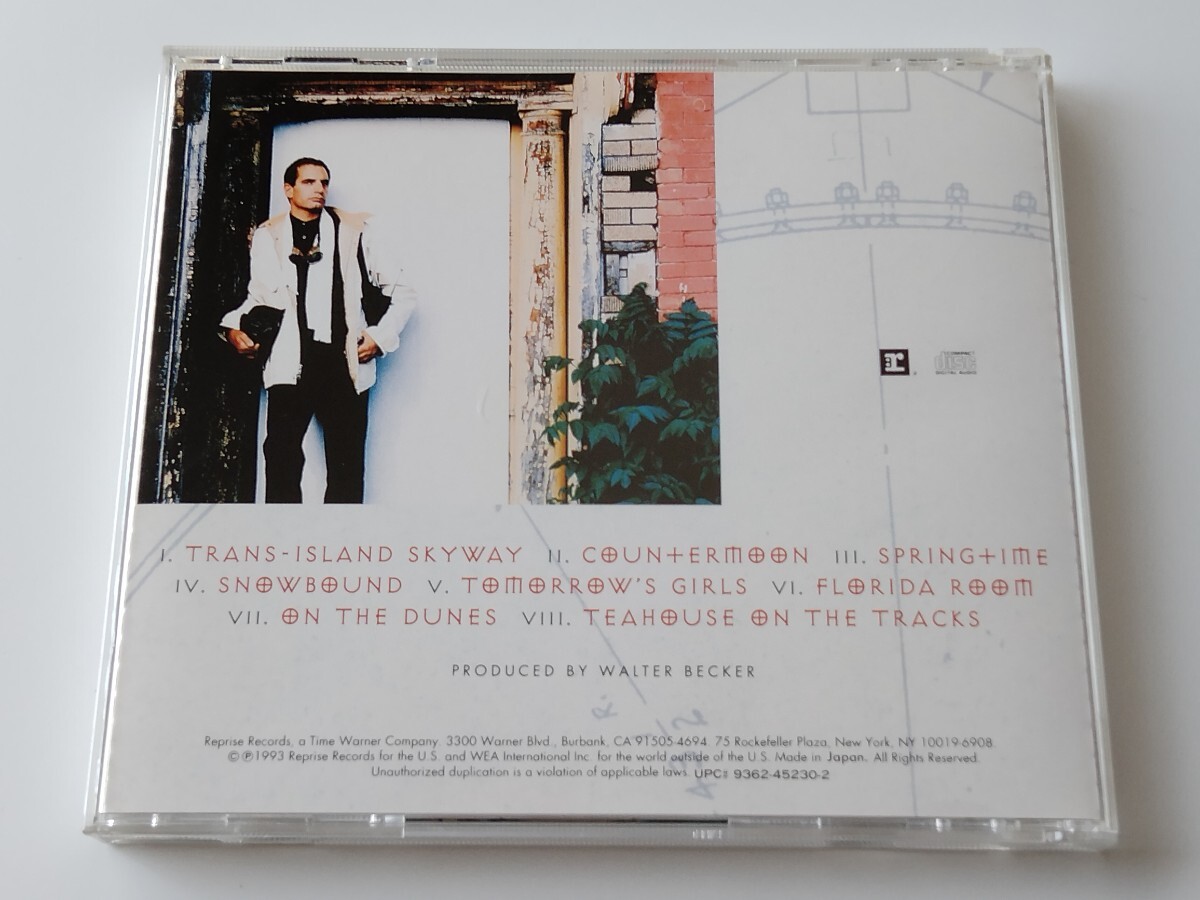 I. TRANS-ISLAND SKYWAY II. COUNTERMOON III. SPRINGTIME
IV. SNOWBOUND V. TOMORROW'S GIRLS VI. FLORIDA ROOM
VII. ON THE DUNES VIII. TEAHOUSE ON THE TRACKS
PRODUCED BY WALTER BECKER
Reprise Records, a Time Warner Company. 3300 Warner Blvd., Burbank, CA 91505-4694. 75 Rockefeller Plaza, New York, NY 10019-6908.
©℗1993 Reprise Records for the U.S. and WEA International Inc. for the world outside of the U.S. Made in Japan. All Rights Reserved.
Unauthorized duplication is a violation of applicable laws. UPC# 9362-45230-2
r
COMPACT
disc
DIGITAL AUDIO